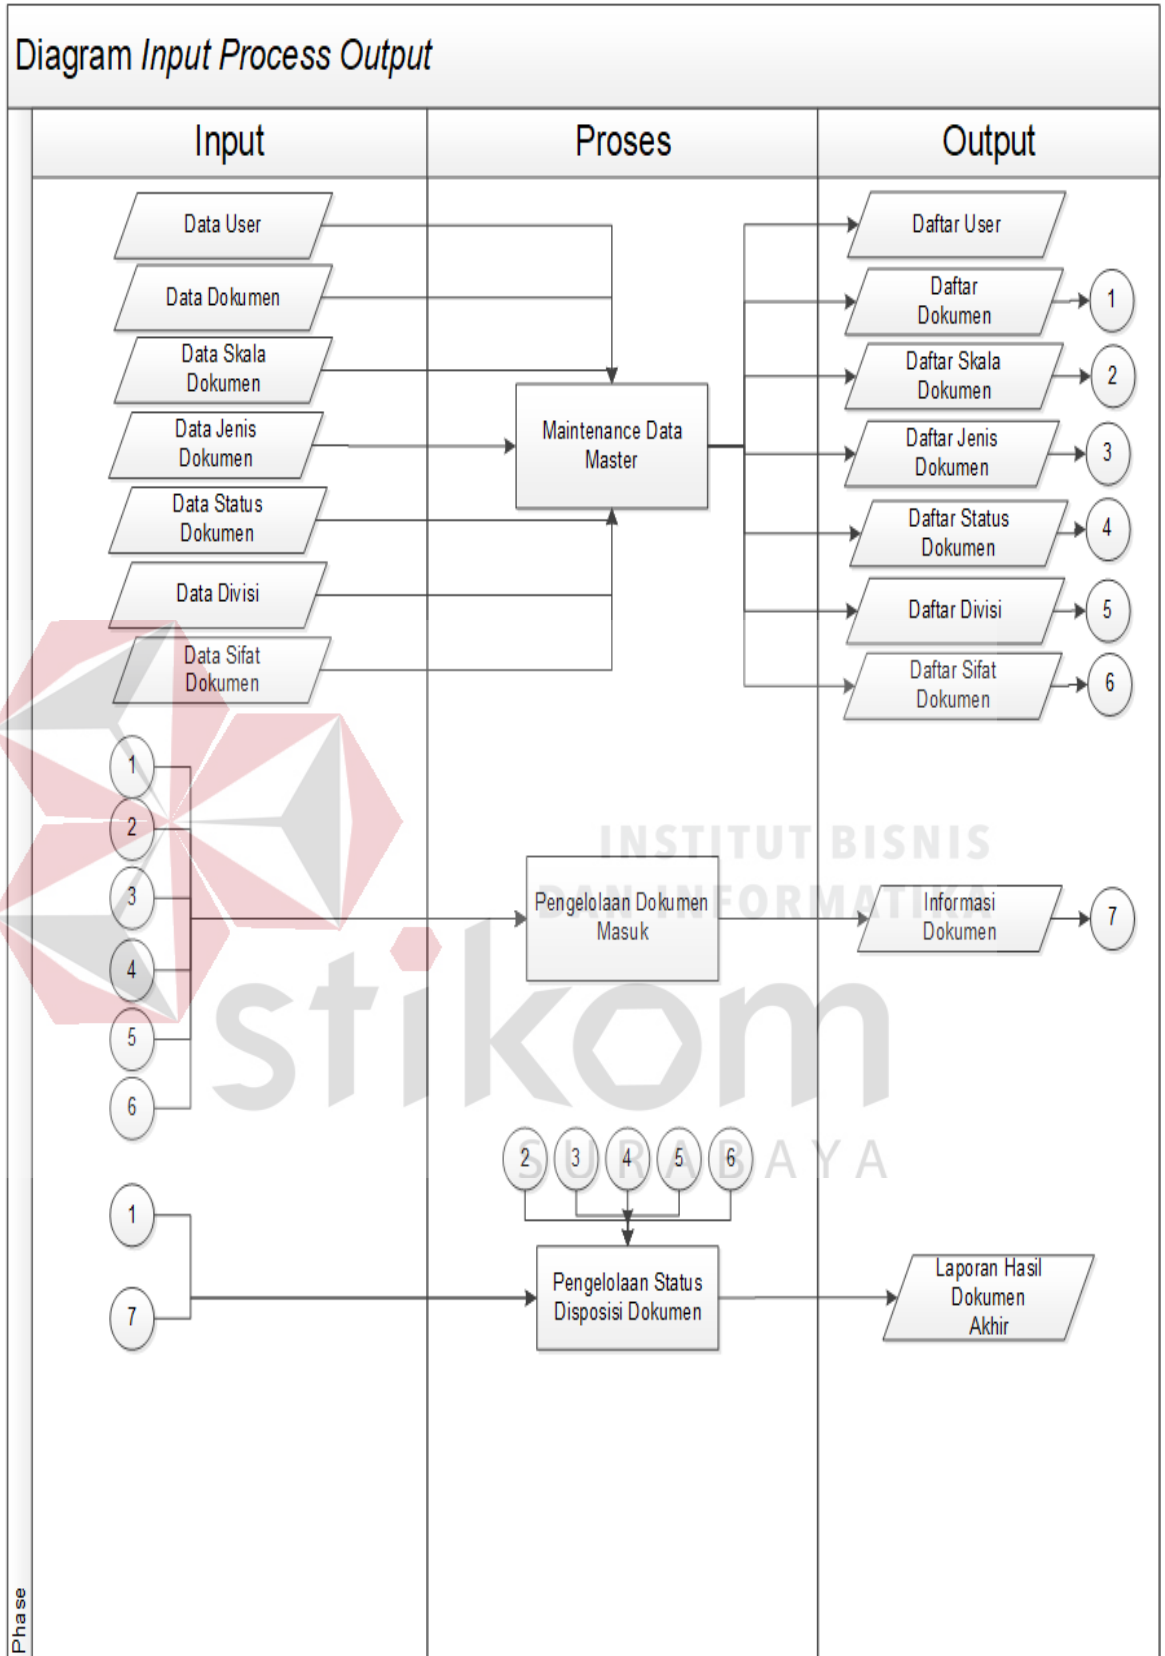 Diagram Input Process Output
Input
Proses
Output
Data User
Data Dokumen
Data Skala
Dokumen
Data Jenis
Dokumen
Data Status
Dokumen
Data Divisi
Data Sifat
Dokumen
Maintenance Data
Master
Daftar User
Daftar
Dokumen
1
Daftar Skala
Dokumen
2
Daftar Jenis
Dokumen
3
Daftar Status
Dokumen
4
Daftar Divisi
5
Daftar Sifat
Dokumen
6
1
2
3
4
5
6
Pengelolaan Dokumen
Masuk
Informasi
Dokumen
7
INSTITUT BISNIS
DAN INFORMATIKA
stikom
SURABAYA
2 3 4 5 6
1
7
Pengelolaan Status
Disposisi Dokumen
Laporan Hasil
Dokumen
Akhir
Phase